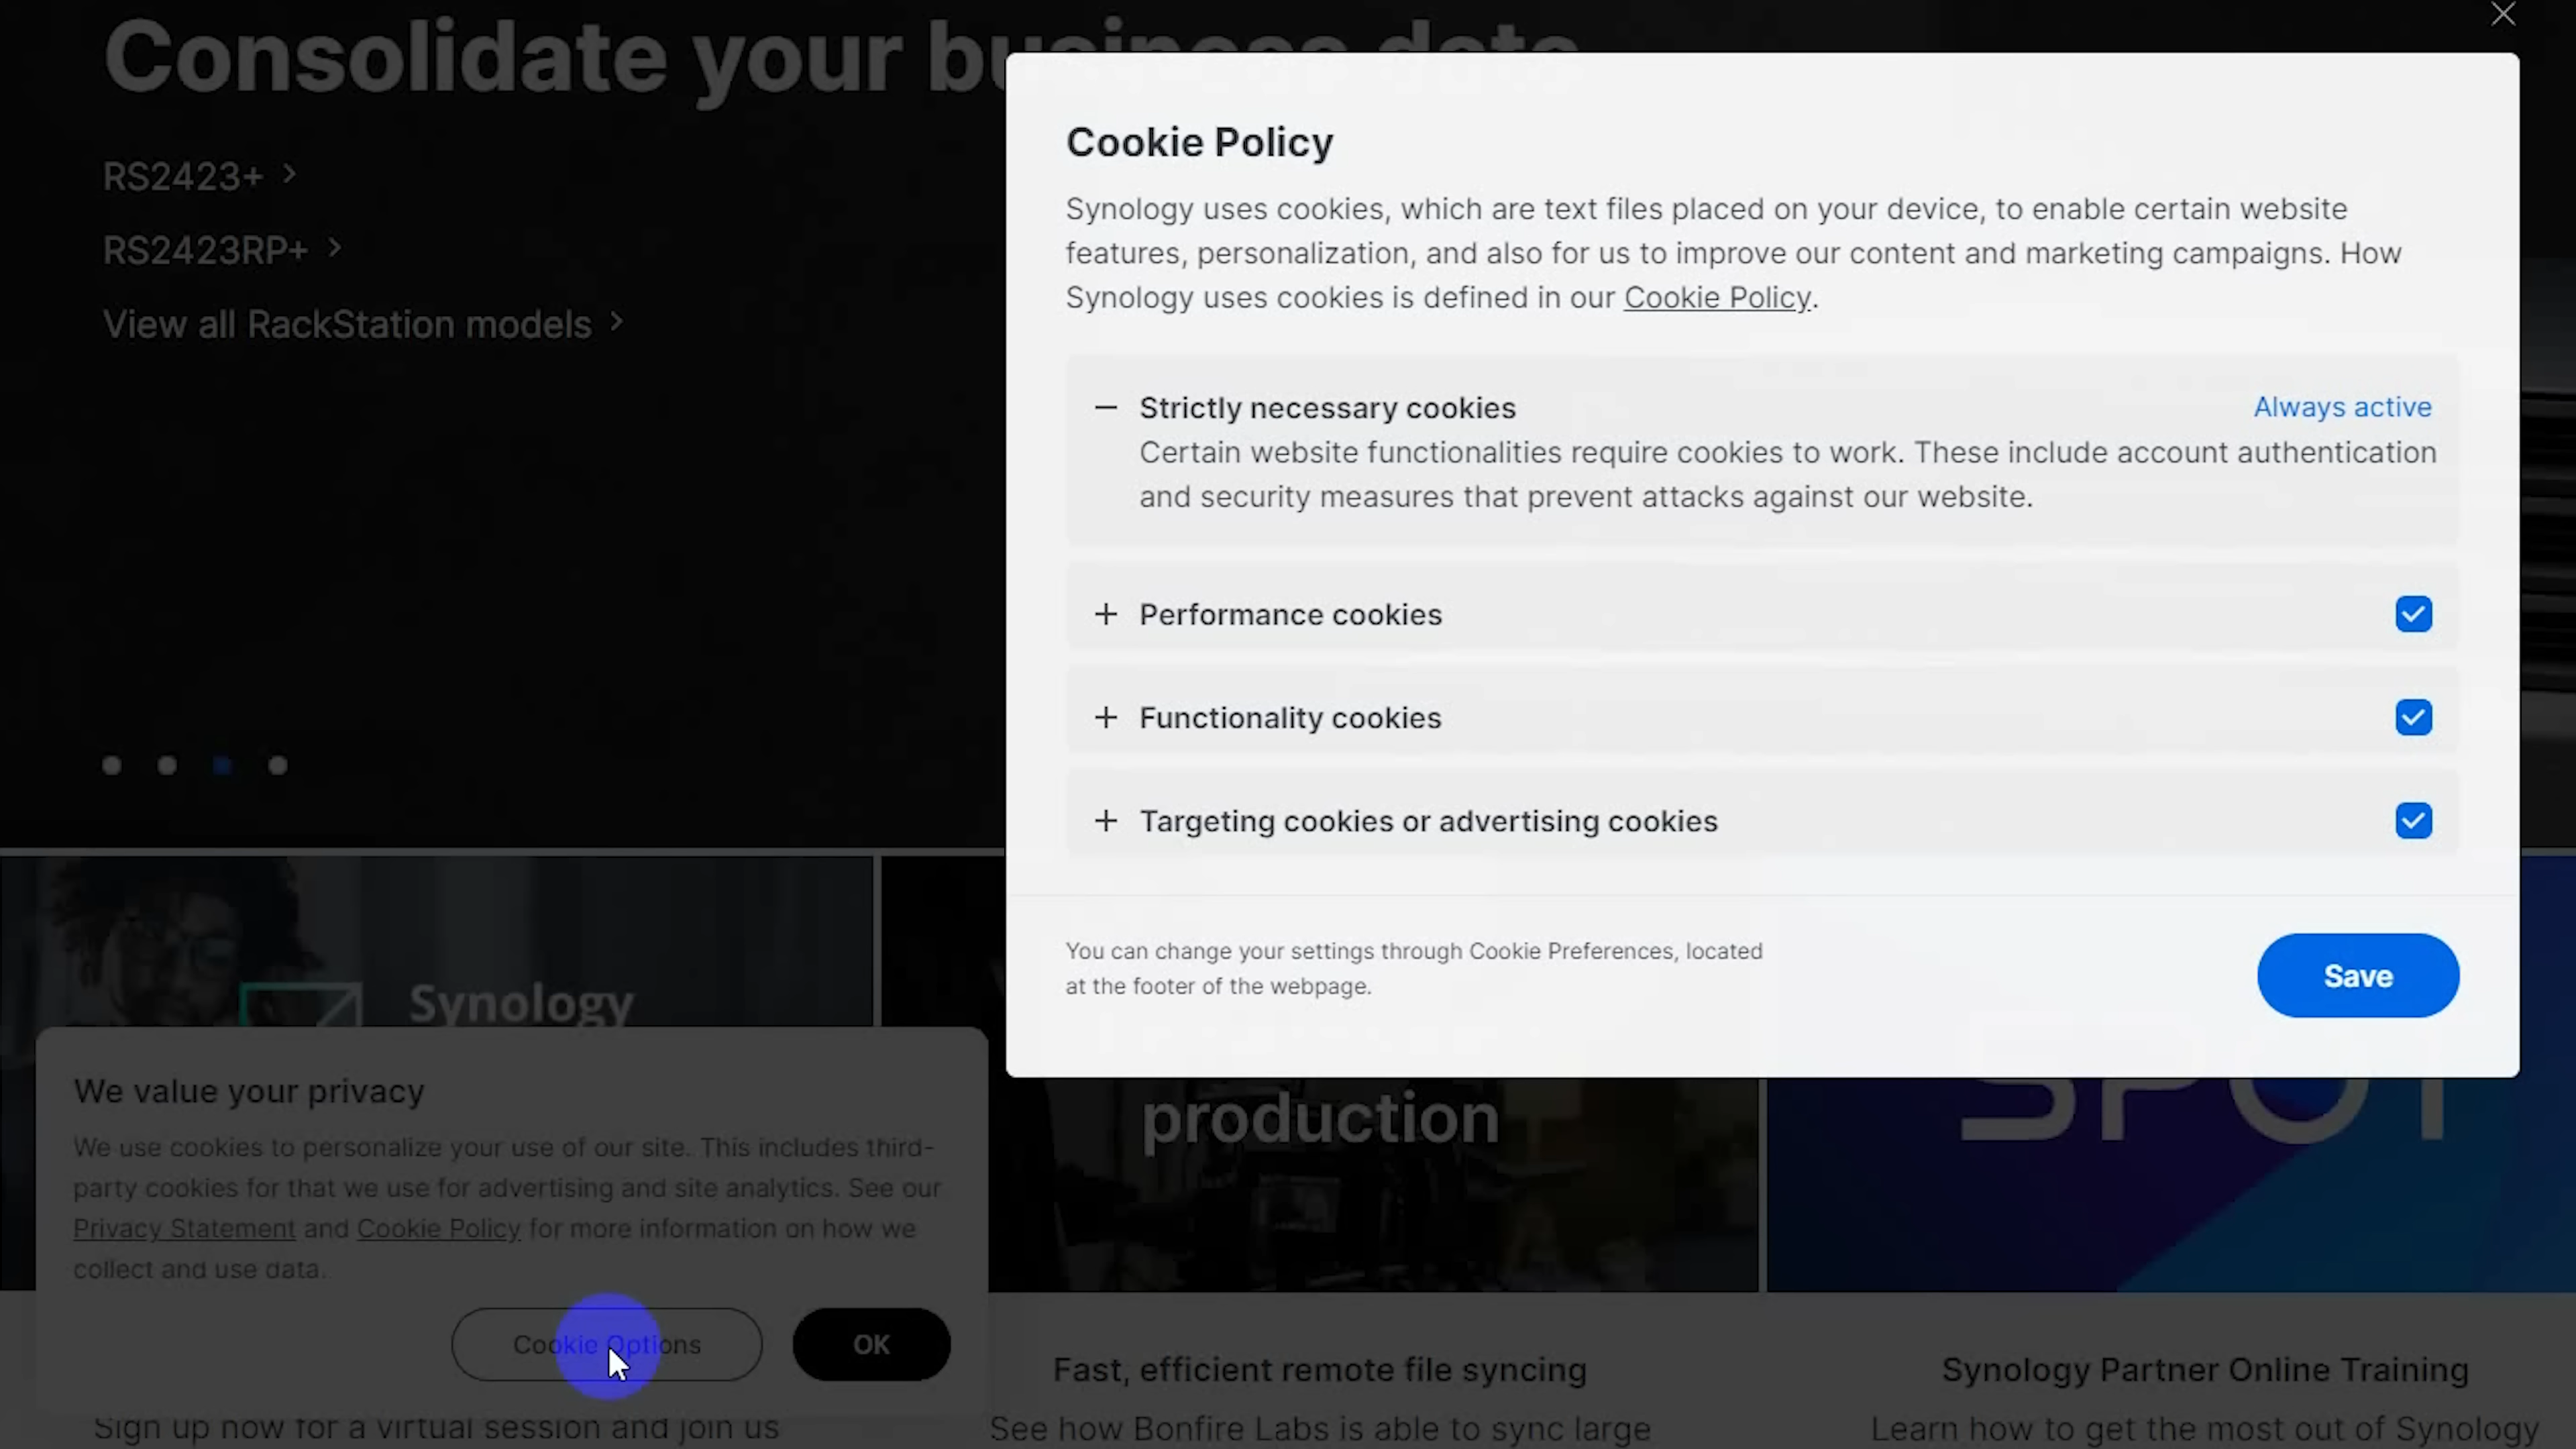 Consolidate your business data
RS2423+
RS2423RP+
View all RackStation models
Cookie Policy
Synology uses cookies, which are text files placed on your device, to enable certain website
features, personalization, and also for us to improve our content and marketing campaigns. How
Synology uses cookies is defined in our Cookie Policy.
Strictly necessary cookies
Always active
Certain website functionalities require cookies to work. These include account authentication
and security measures that prevent attacks against our website.
Performance cookies
Functionality cookies
Targeting cookies or advertising cookies
You can change your settings through Cookie Preferences, located
at the footer of the webpage.
Save
Synology
We value your privacy
We use cookies to personalize your use of our site. This includes third-
party cookies for that we use for advertising and site analytics. See our
Privacy Statement and Cookie Policy for more information on how we
collect and use data.
Cookie Options
OK
production
SPOT
Sign up now for a virtual session and join us
Fast, efficient remote file syncing
See how Bonfire Labs is able to sync large
Synology Partner Online Training
Learn how to get the most out of Synology